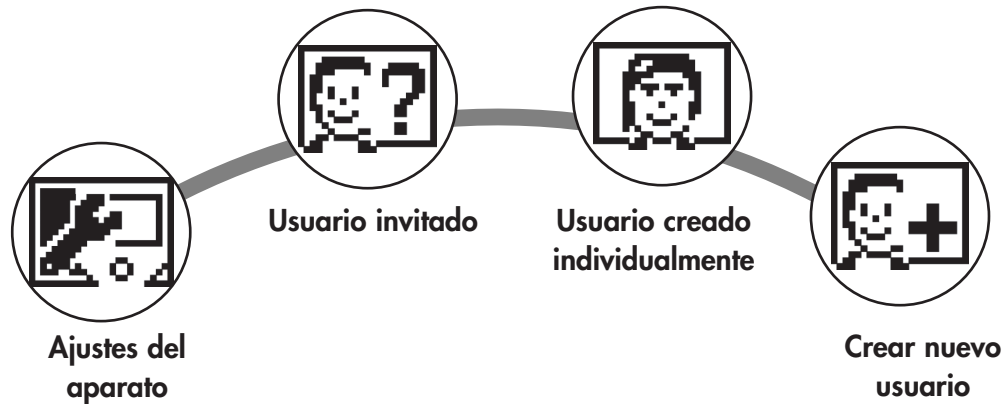 Usuario invitado
Usuario creado
individualmente
Ajustes del
aparato
Crear nuevo
usuario